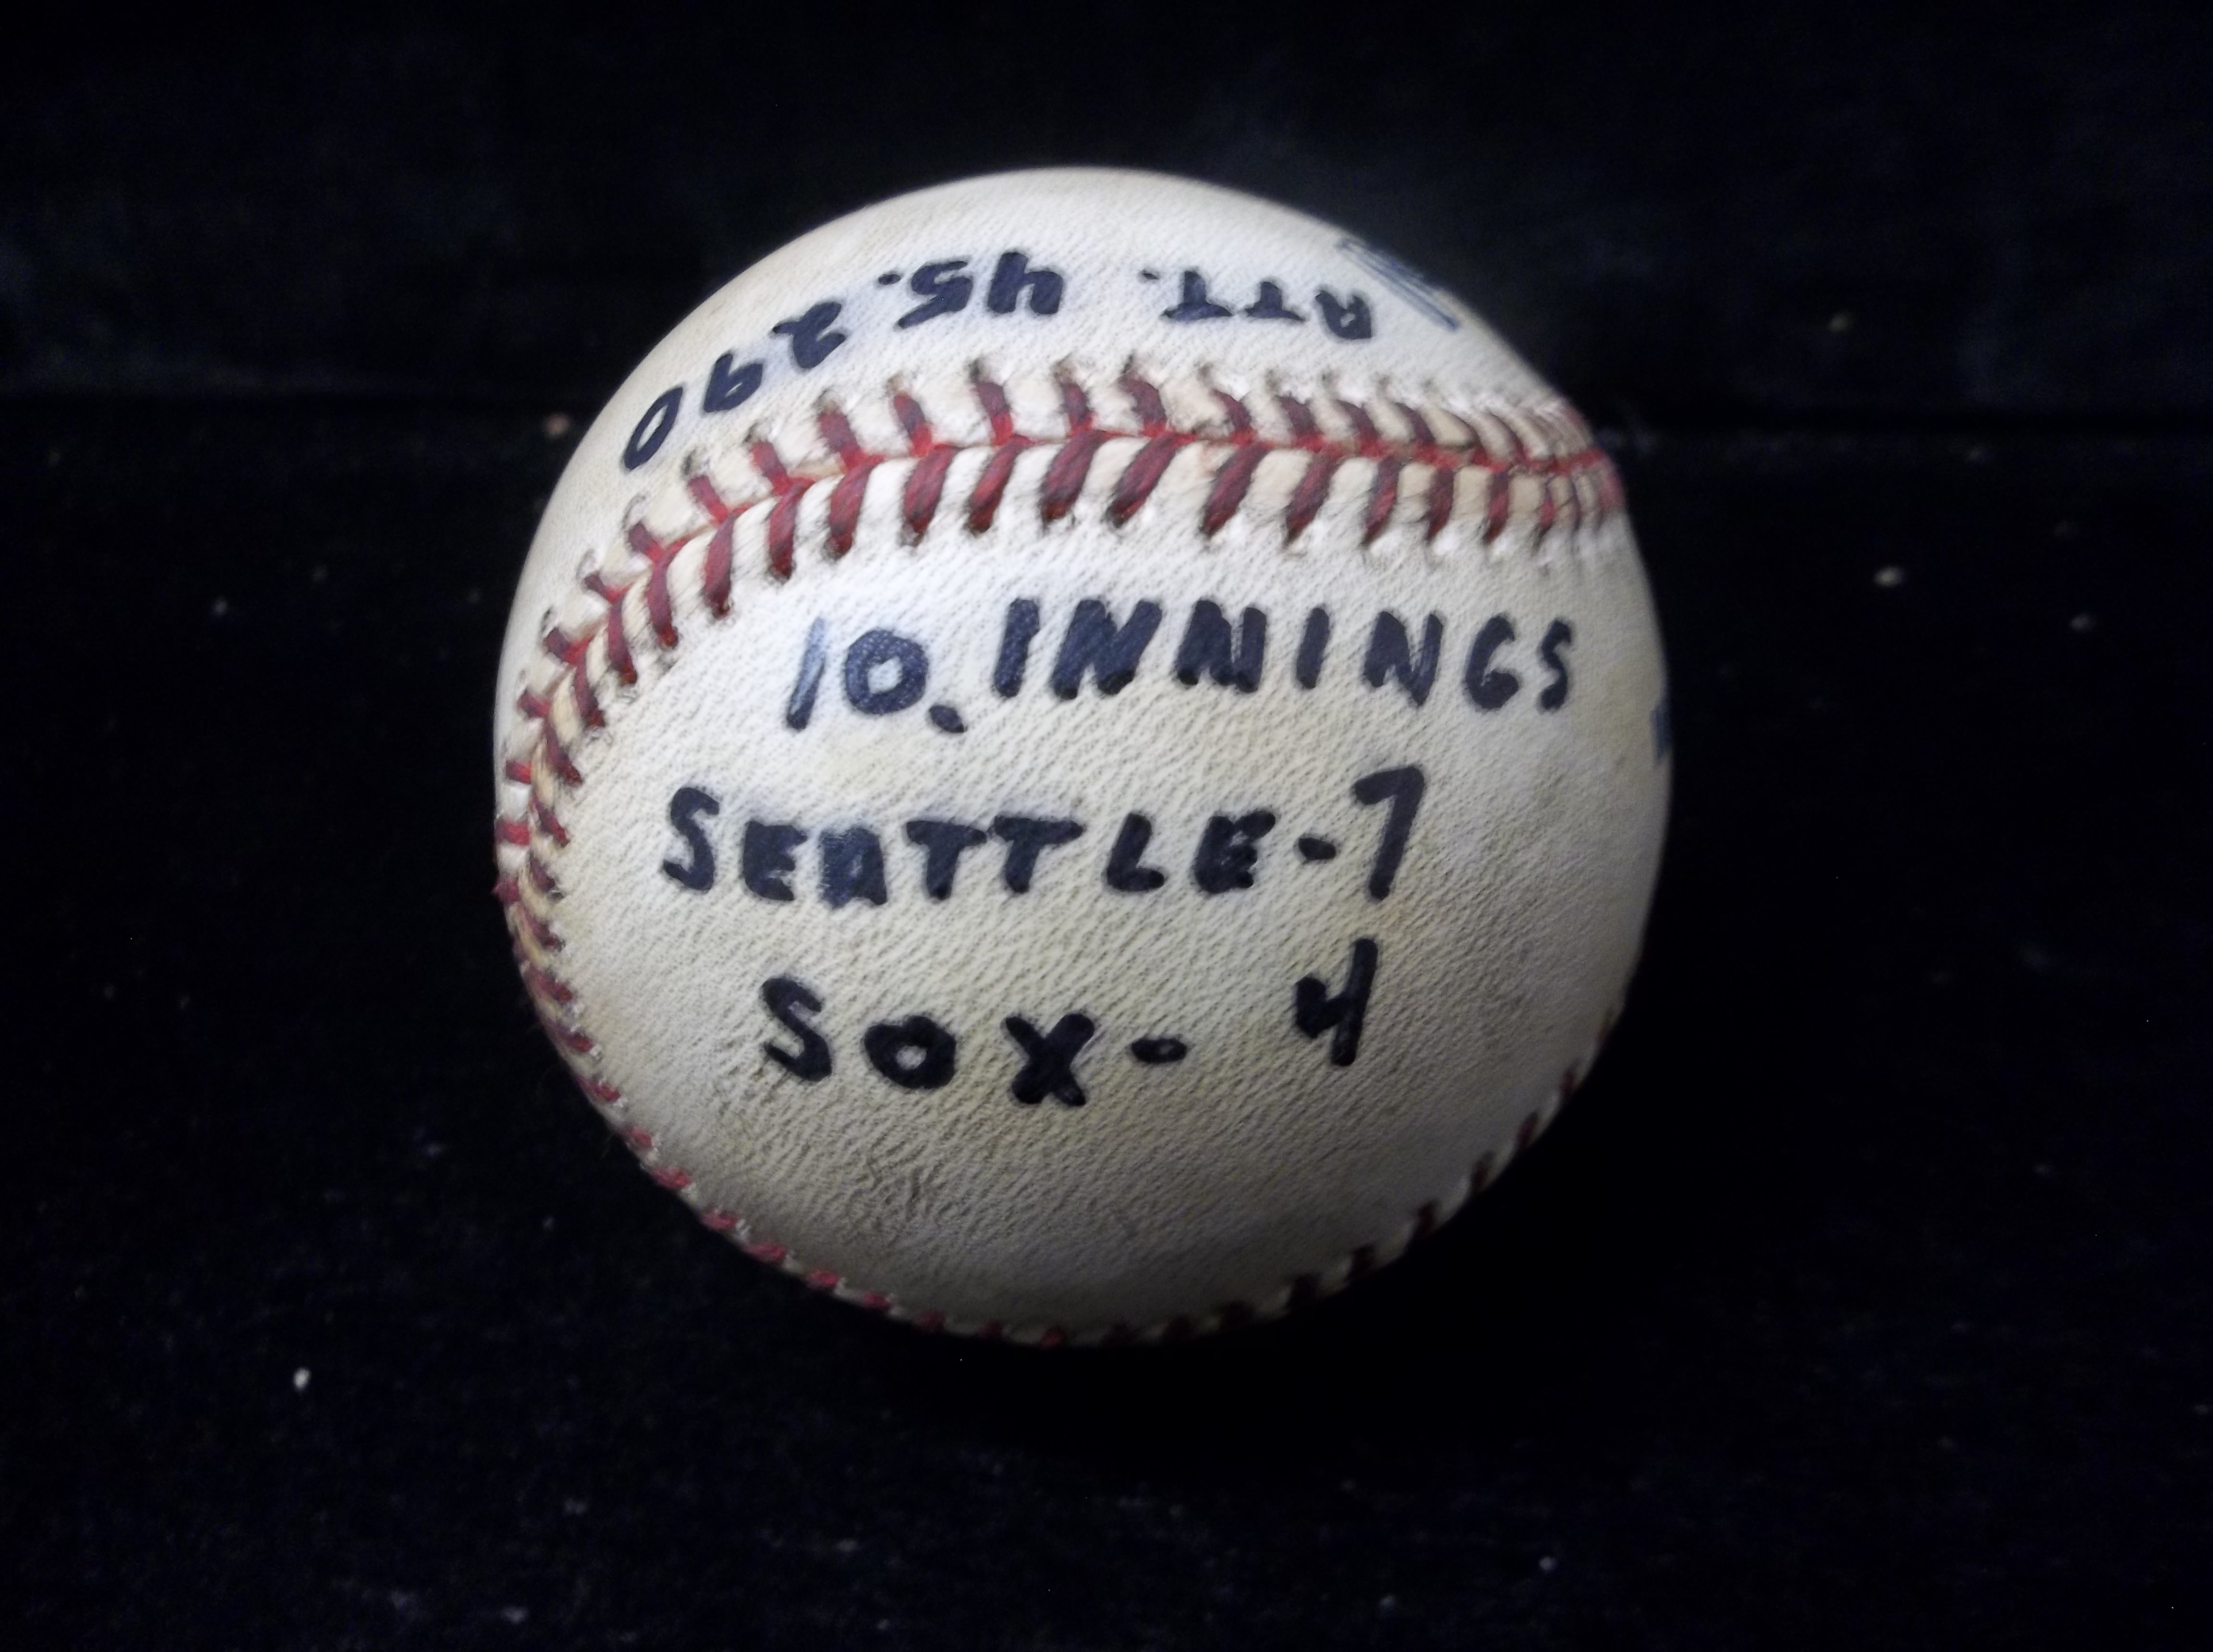 ATT. 45.290
10. INNINGS
SEATTLE-7
SOX- 4